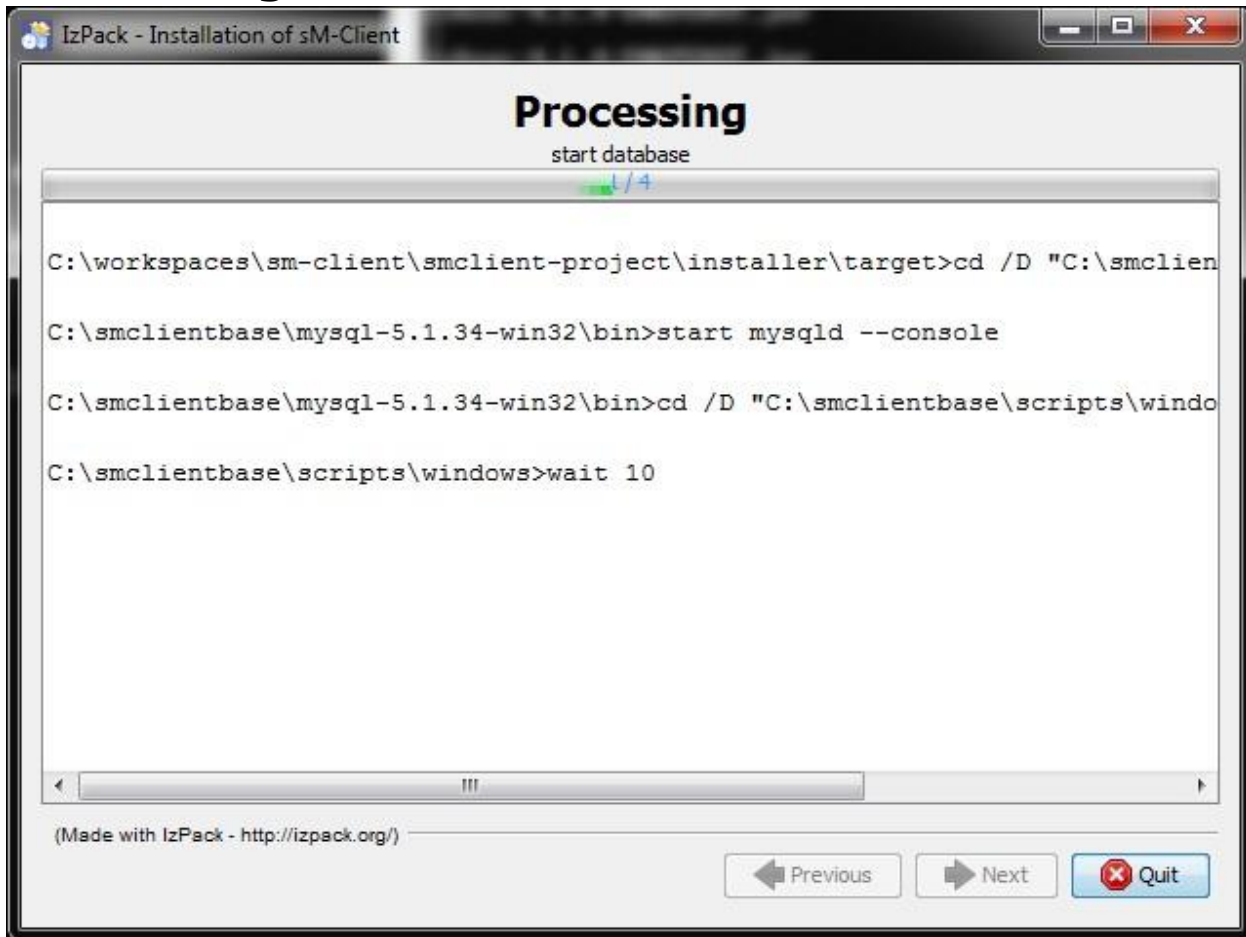 IzPack - Installation of sM-Client
Processing
start database
1 / 4
C:\workspaces\sm-client\smclient-project\installer\target>cd /D "C:\smclien
C:\smclientbase\mysql-5.1.34-win32\bin>start mysqld --console
C:\smclientbase\mysql-5.1.34-win32\bin>cd /D "C:\smclientbase\scripts\windo
C:\smclientbase\scripts\windows>wait 10
(Made with IzPack - http://izpack.org/)
Previous
Next
Quit